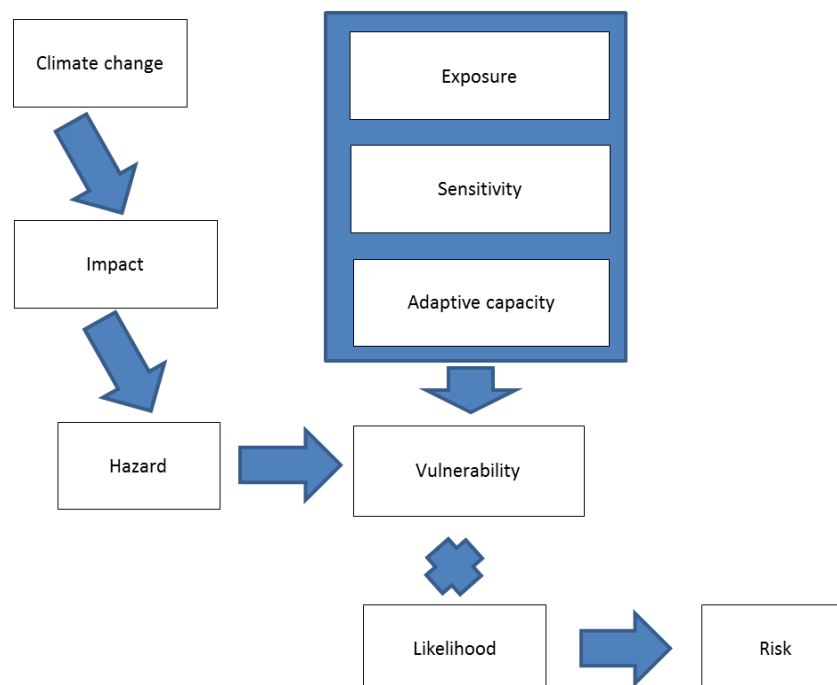 Climate change
Exposure
Sensitivity
Impact
Adaptive capacity
Hazard
Vulnerability
Likelihood
Risk